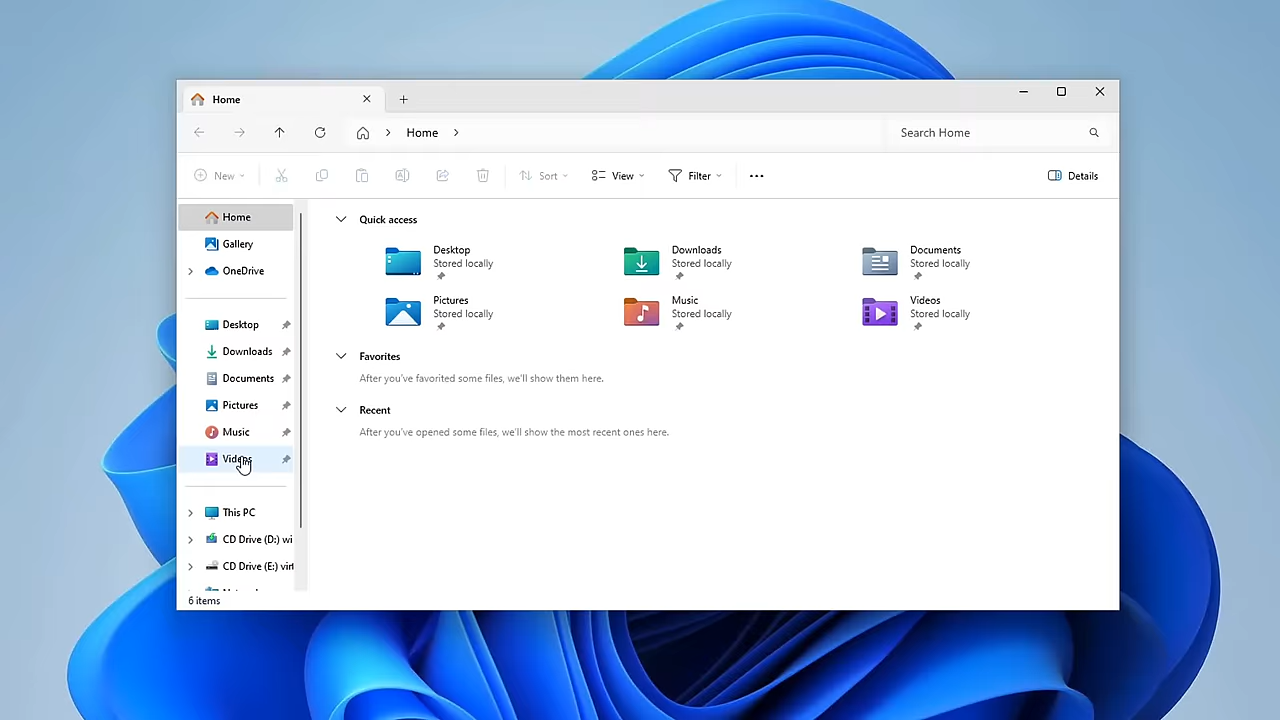 Home
Home
Search Home
New
Sort
View
Filter
Details
Home
Gallery
OneDrive
Desktop
Downloads
Documents
Pictures
Music
Videos
This PC
CD Drive (D:) wi
CD Drive (E:) virt
Quick access
Desktop
Stored locally
Downloads
Stored locally
Documents
Stored locally
Pictures
Stored locally
Music
Stored locally
Videos
Stored locally
Favorites
After you've favorited some files, we'll show them here.
Recent
After you've opened some files, we'll show the most recent ones here.
6 items